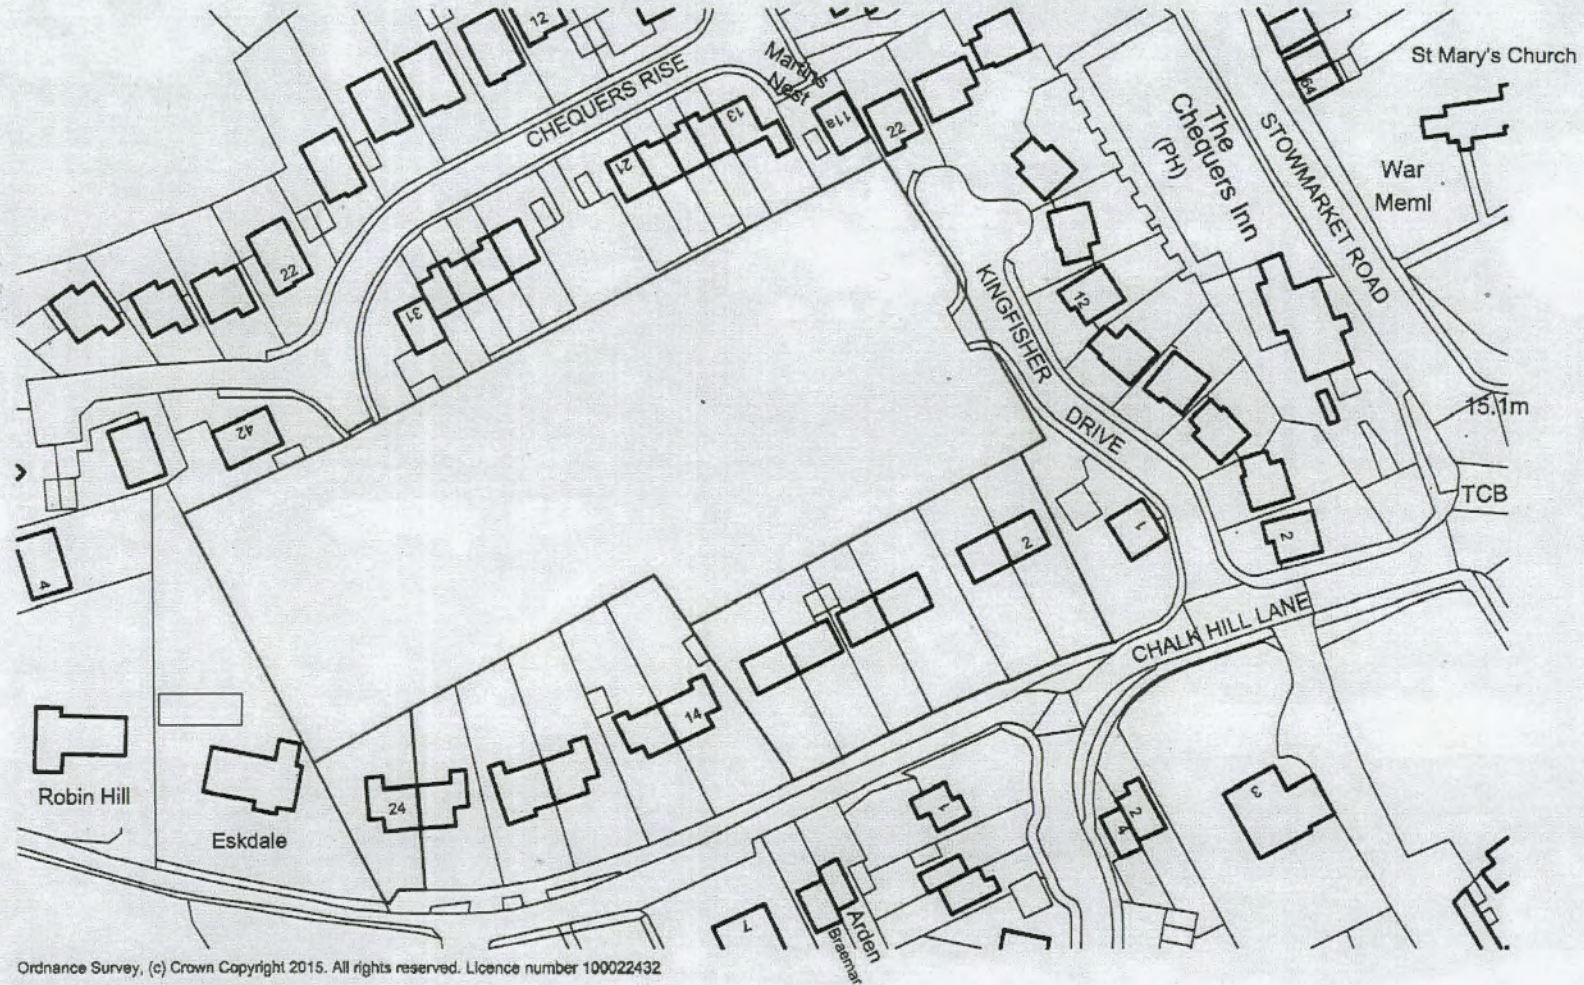 12
CHEQUERS RISE
Martins
Nest
13
11a
22
21
The
Chequers Inn
(PH)
STOWMARKET ROAD
64
St Mary's Church
War
Meml
22
31
KINGFISHER
DRIVE
12
15.1m
TCB
42
4
2
1
2
CHALK HILL LANE
14
24
Robin Hill
Eskdale
1
2
4
3
7
Arden
Braemar
Ordnance Survey, (c) Crown Copyright 2015. All rights reserved. Licence number 100022432